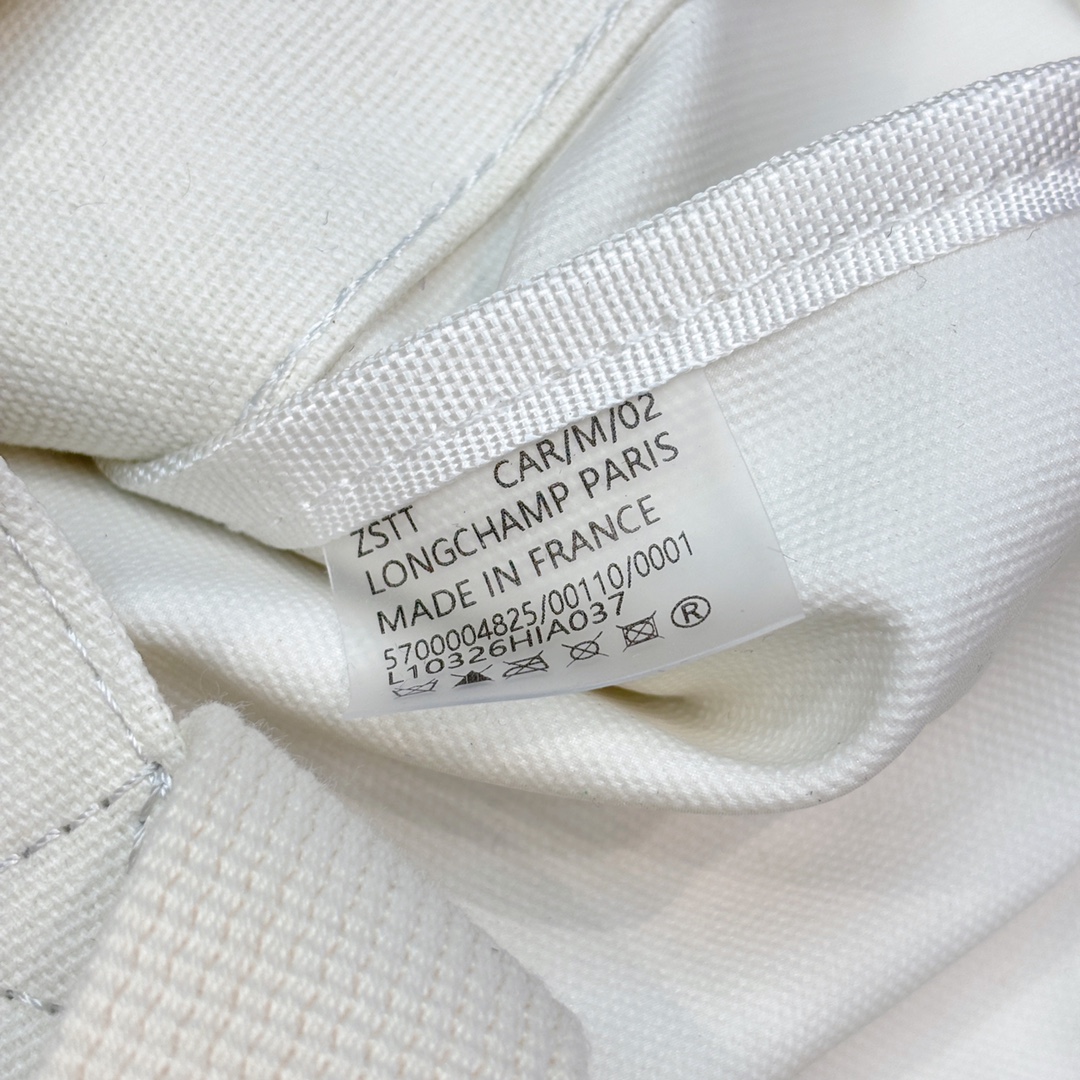 CAR/M/02
ZSTT
LONGCHAMP PARIS
MADE IN FRANCE
5700004825/00110/0001
L10326HIA037
®